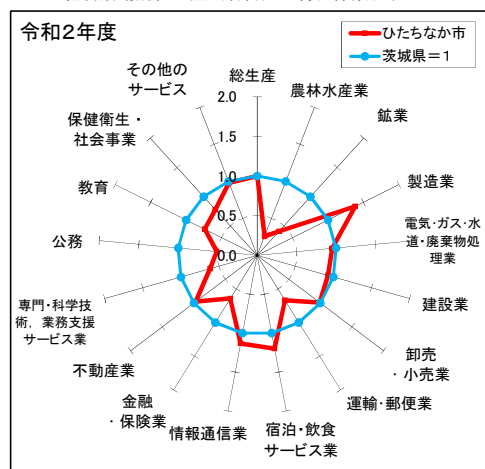 令和2年度
ひたちなか市
茨城県＝1
総生産
農林水産業
鉱業
製造業
電気・ガス・水
道・廃棄物処
理業
建設業
卸売
・小売業
運輸・郵便業
宿泊・飲食
サービス業
情報通信業
金融
・保険業
不動産業
専門・科学技
術，業務支援
サービス業
公務
教育
保健衛生・
社会事業
その他の
サービス
2.0
1.5
1.0
0.5
0.0